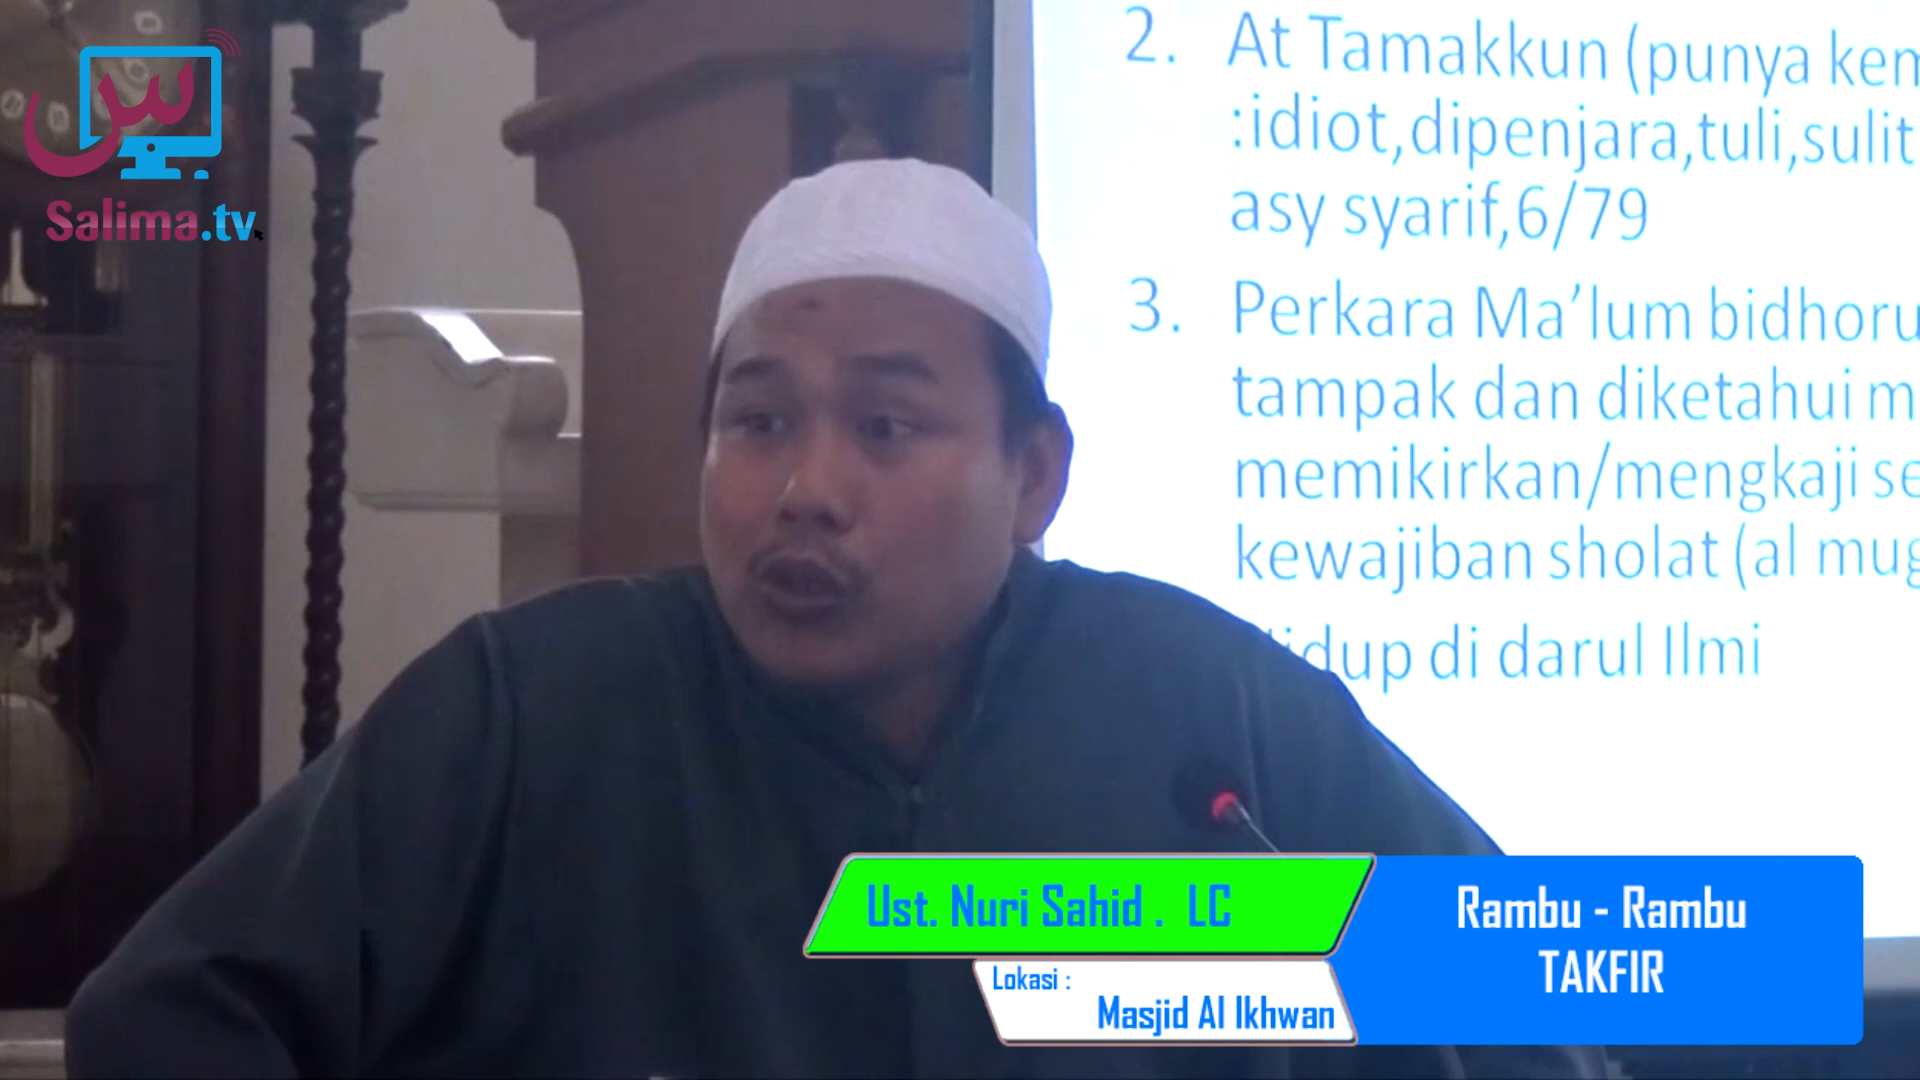 س
Salima.tv
2. At Tamakkun (punya kem
:idiot,dipenjara,tuli,sulit
asy syarif,6/79
3. Perkara Ma'lum bidhoru
tampak dan diketahui m
memikirkan/mengkaji se
kewajiban sholat (al mug
idup di darul Ilmi
Ust. Nuri Sahid . LC
Lokasi :
Masjid Al Ikhwan
Rambu - Rambu
TAKFIR